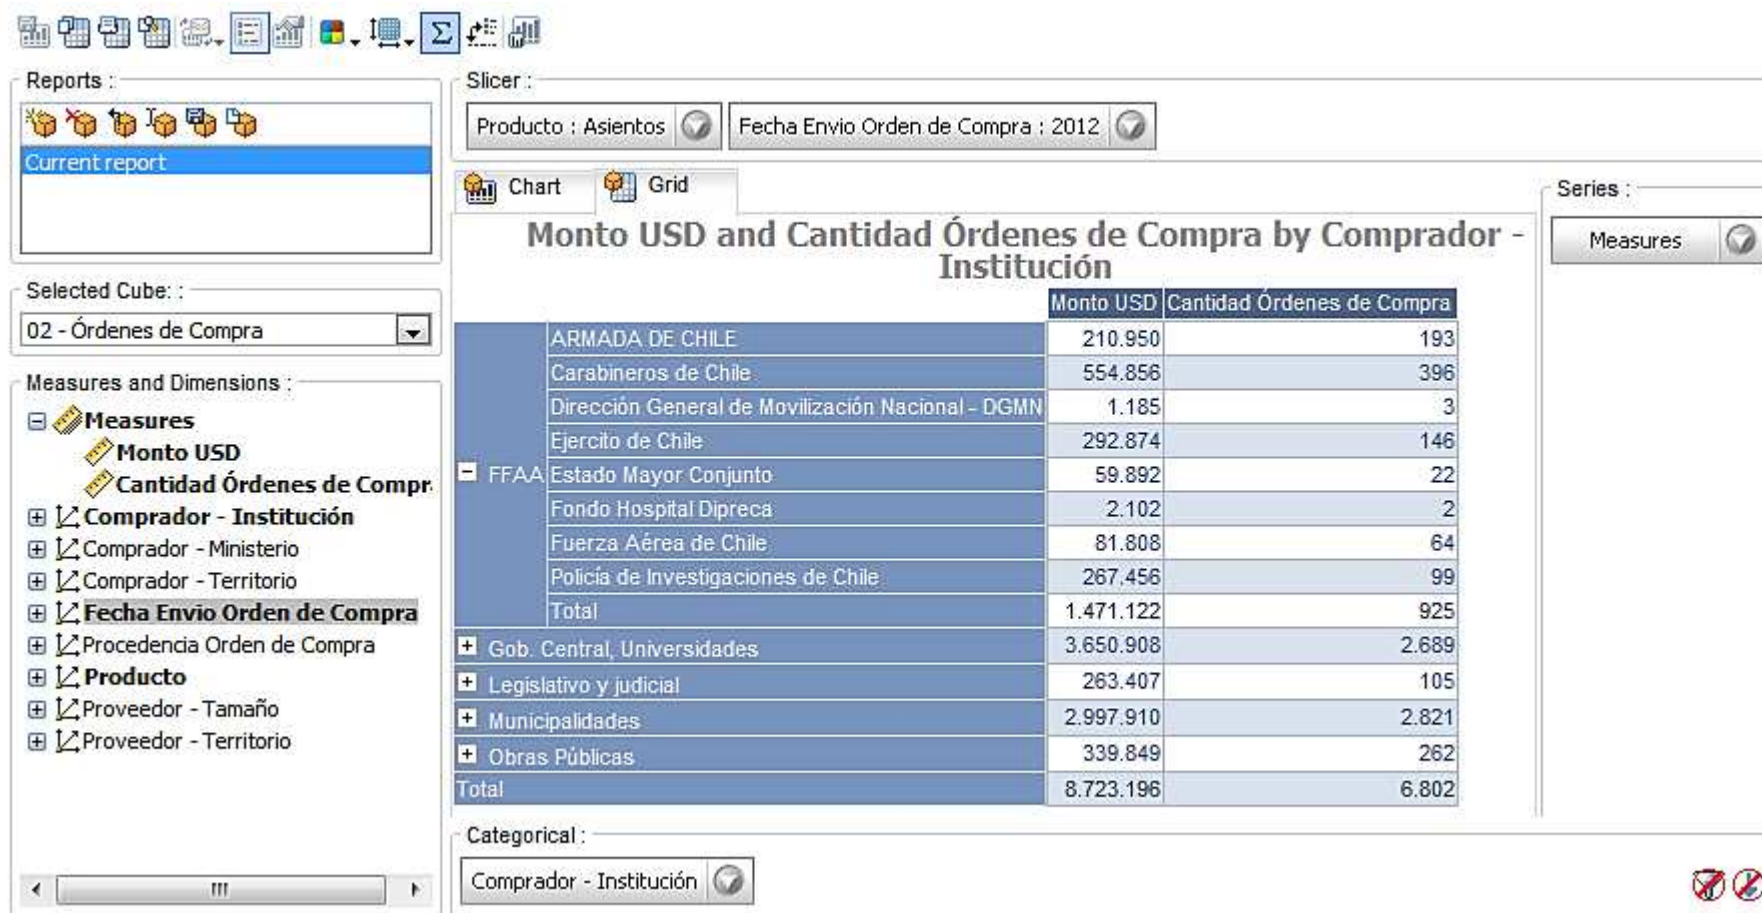 Reports :
Current report
Selected Cube: :
02 - Órdenes de Compra
Measures and Dimensions :
Measures
Monto USD
Cantidad Órdenes de Compr
Comprador - Institución
Comprador - Ministerio
Comprador - Territorio
Fecha Envio Orden de Compra
Procedencia Orden de Compra
Producto
Proveedor - Tamaño
Proveedor - Territorio
Slicer :
Producto : Asientos
Fecha Envio Orden de Compra : 2012
Chart Grid
Monto USD and Cantidad Órdenes de Compra by Comprador -
Institución
Monto USD Cantidad Órdenes de Compra
ARMADA DE CHILE 210.950 193
Carabineros de Chile 554.856 396
Dirección General de Movilización Nacional - DGMN 1.185 3
Ejercito de Chile 292.874 146
FFAA Estado Mayor Conjunto 59.892 22
Fondo Hospital Dipreca 2.102 2
Fuerza Aérea de Chile 81.808 64
Policía de Investigaciones de Chile 267.456 99
Total 1.471.122 925
Gob. Central, Universidades 3.650.908 2.689
Legislativo y judicial 263.407 105
Municipalidades 2.997.910 2.821
Obras Públicas 339.849 262
Total 8.723.196 6.802
Series :
Measures
Categorical :
Comprador - Institución